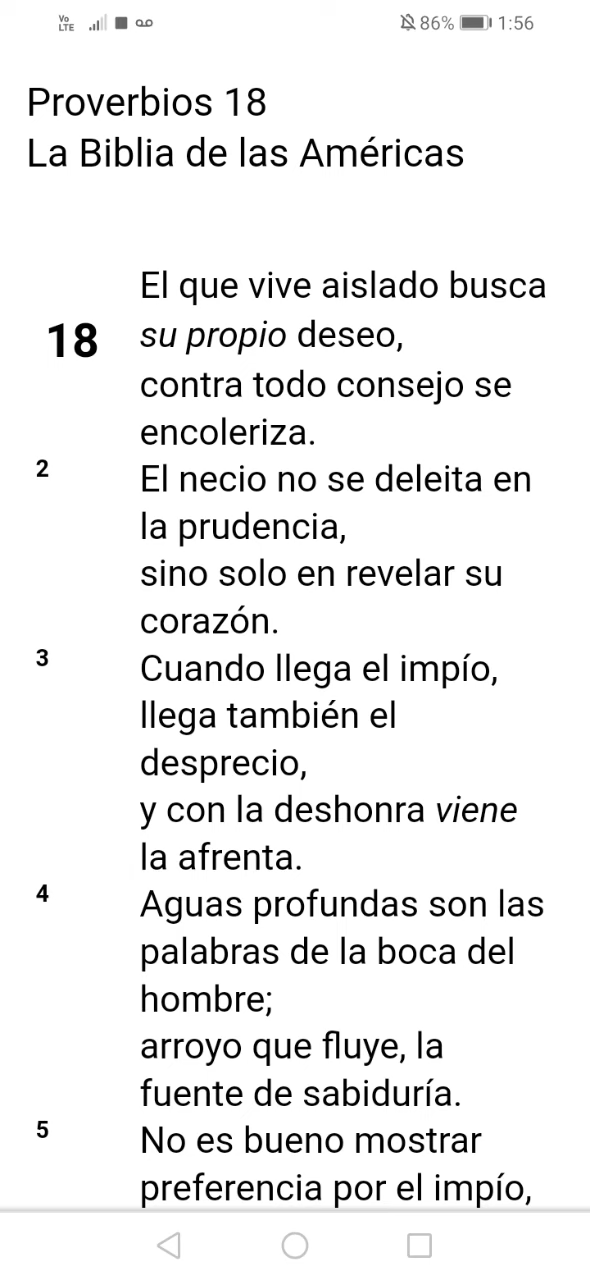 Vo LTE 86% 1:56
Proverbios 18
La Biblia de las Américas
El que vive aislado busca
18 su propio deseo,
contra todo consejo se
encoleriza.
2 El necio no se deleita en
la prudencia,
sino solo en revelar su
corazón.
3 Cuando llega el impío,
llega también el
desprecio,
y con la deshonra viene
la afrenta.
4 Aguas profundas son las
palabras de la boca del
hombre;
arroyo que fluye, la
fuente de sabiduría.
5 No es bueno mostrar
preferencia por el impío,